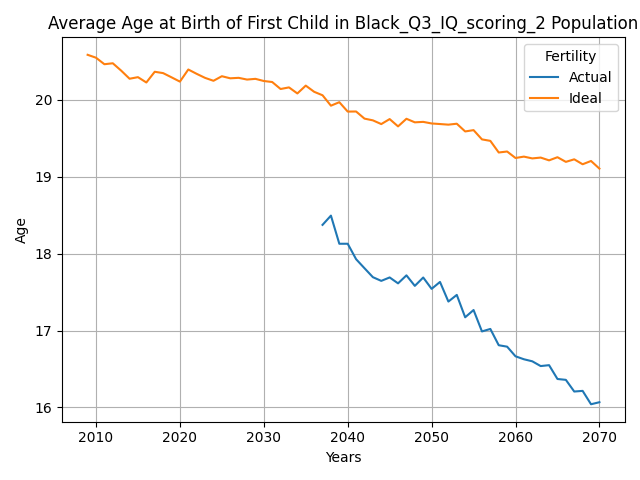 Average Age at Birth of First Child in Black_Q3_IQ_scoring_2 Population
Fertility
Actual
Ideal
Age
20
19
18
17
16
2010 2020 2030 2040 2050 2060 2070
Years